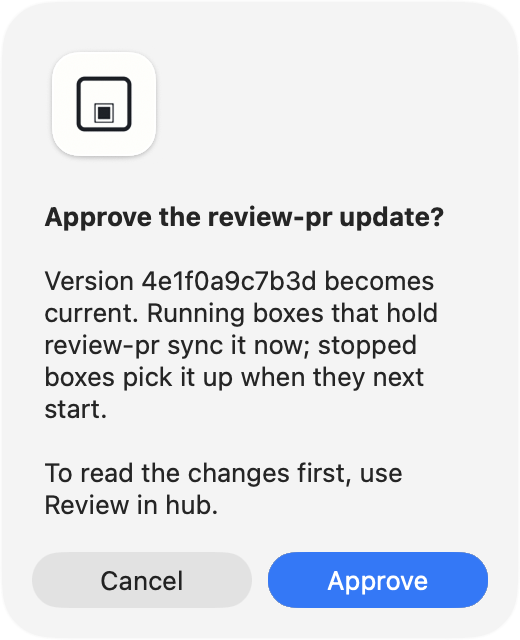 Approve the review-pr update?
Version 4e1f0a9c7b3d becomes
current. Running boxes that hold
review-pr sync it now; stopped
boxes pick it up when they next
start.
To read the changes first, use
Review in hub.
Cancel
Approve